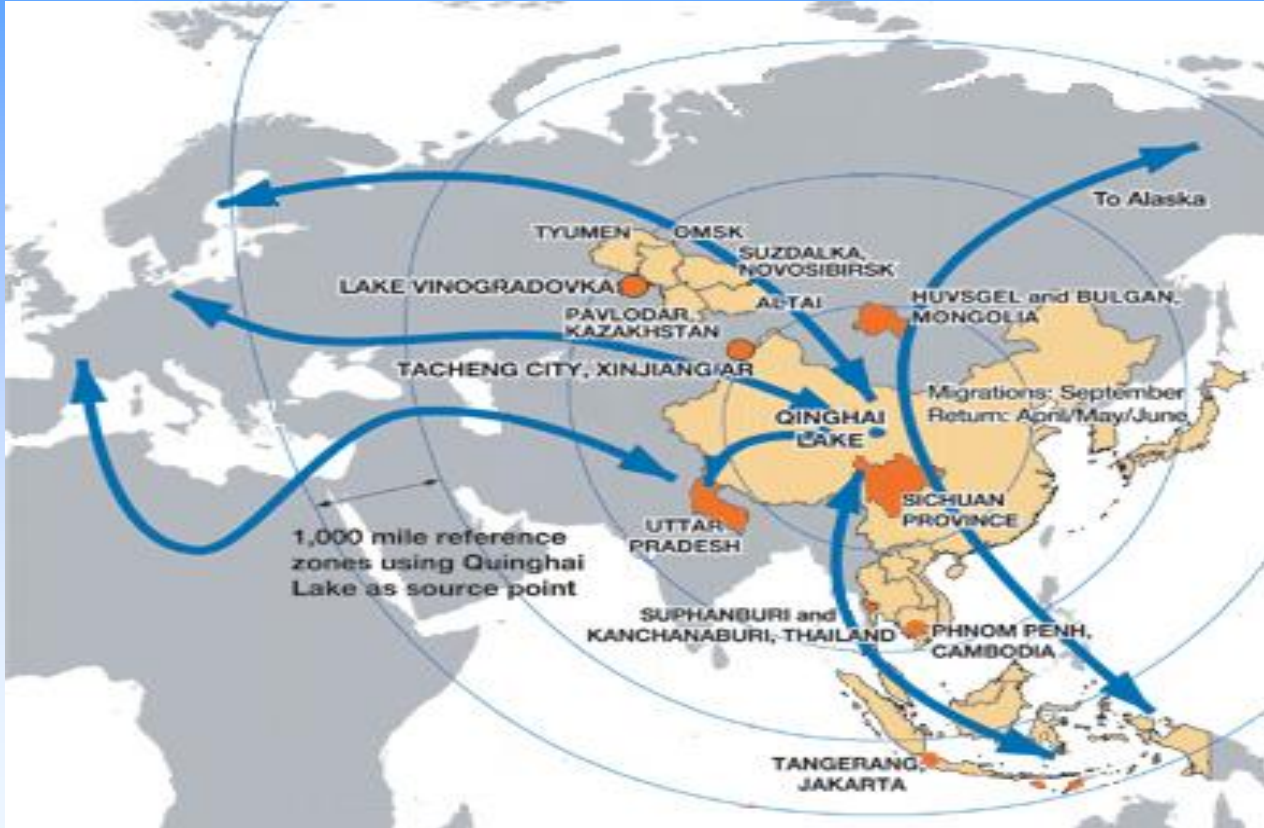 To Alaska
TYUMEN
OMSK
SUZDALKA,
NOVOSIBIRSK
LAKE VINOGRADOVKA
ALTAI
HUVSGEL and BULGAN,
MONGOLIA
PAVLODAR,
KAZAKHSTAN
TACHENG CITY, XINJIANG AR
Migrations: September
Return: April/May/June
QINGHAI
LAKE
SICHUAN
PROVINCE
UTTAR
PRADESH
1,000 mile reference
zones using Quinghai
Lake as source point
SUPHANBURI and
KANCHANABURI, THAILAND
PHNOM PENH,
CAMBODIA
TANGERANG,
JAKARTA